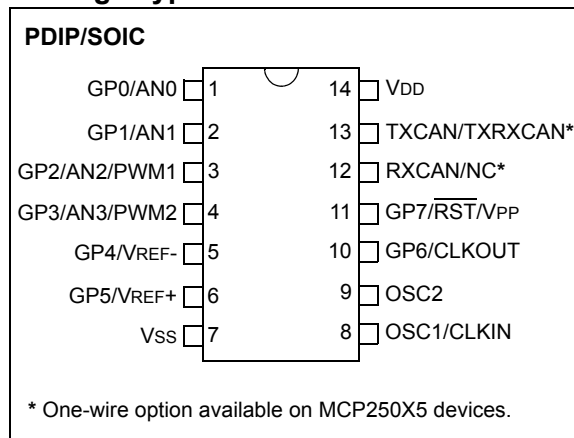 PDIP/SOIC
GP0/AN0 1 14 VDD
GP1/AN1 2 13 TXCAN/TXRXCAN*
GP2/AN2/PWM1 3 12 RXCAN/NC*
GP3/AN3/PWM2 4 11 GP7/RST/VPP
GP4/VREF- 5 10 GP6/CLKOUT
GP5/VREF+ 6 9 OSC2
VSS 7 8 OSC1/CLKIN
* One-wire option available on MCP250X5 devices.